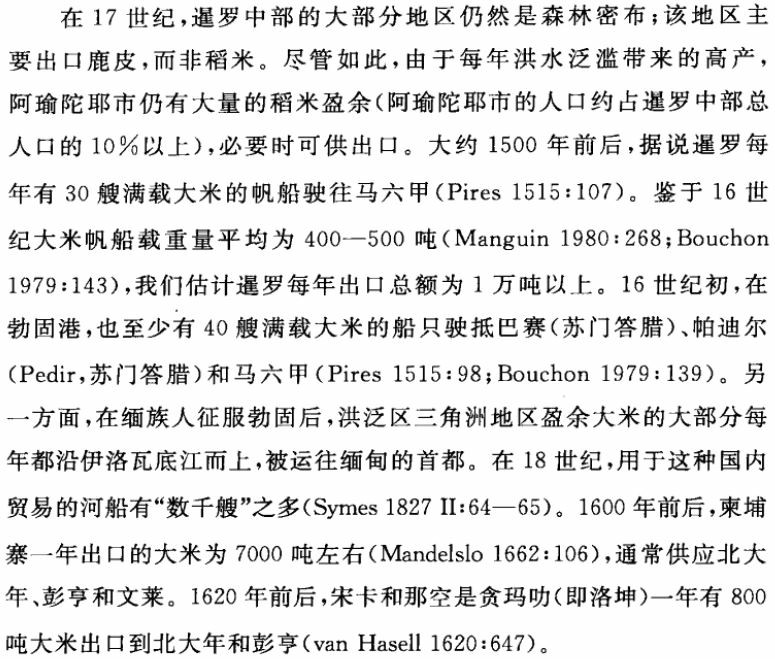 在 17 世纪,暹罗中部的大部分地区仍然是森林密布;该地区主
要出口鹿皮,而非稻米。尽管如此,由于每年洪水泛滥带来的高产,
阿瑜陀耶市仍有大量的稻米盈余(阿瑜陀耶市的人口约占暹罗中部总
人口的 10%以上),必要时可供出口。大约 1500 年前后,据说暹罗每
年有 30 艘满载大米的帆船驶往马六甲(Pires 1515:107)。鉴于 16 世
纪大米帆船载重量平均为 400—500 吨(Manguin 1980:268;Bouchon
1979:143),我们估计暹罗每年出口总额为 1 万吨以上。16 世纪初,在
勃固港,也至少有 40 艘满载大米的船只驶抵巴赛(苏门答腊)、帕迪尔
(Pedir,苏门答腊)和马六甲(Pires 1515:98;Bouchon 1979:139)。另
一方面,在缅族人征服勃固后,洪泛区三角洲地区盈余大米的大部分每
年都沿伊洛瓦底江而上,被运往缅甸的首都。在 18 世纪,用于这种国内
贸易的河船有“数千艘”之多(Symes 1827 II:64—65)。1600 年前后,柬埔
寨一年出口的大米为 7000 吨左右(Mandelslo 1662:106),通常供应北大
年、彭亨和文莱。1620 年前后,宋卡和那空是贪玛叻(即洛坤)一年有 800
吨大米出口到北大年和彭亨(van Hasell 1620:647)。